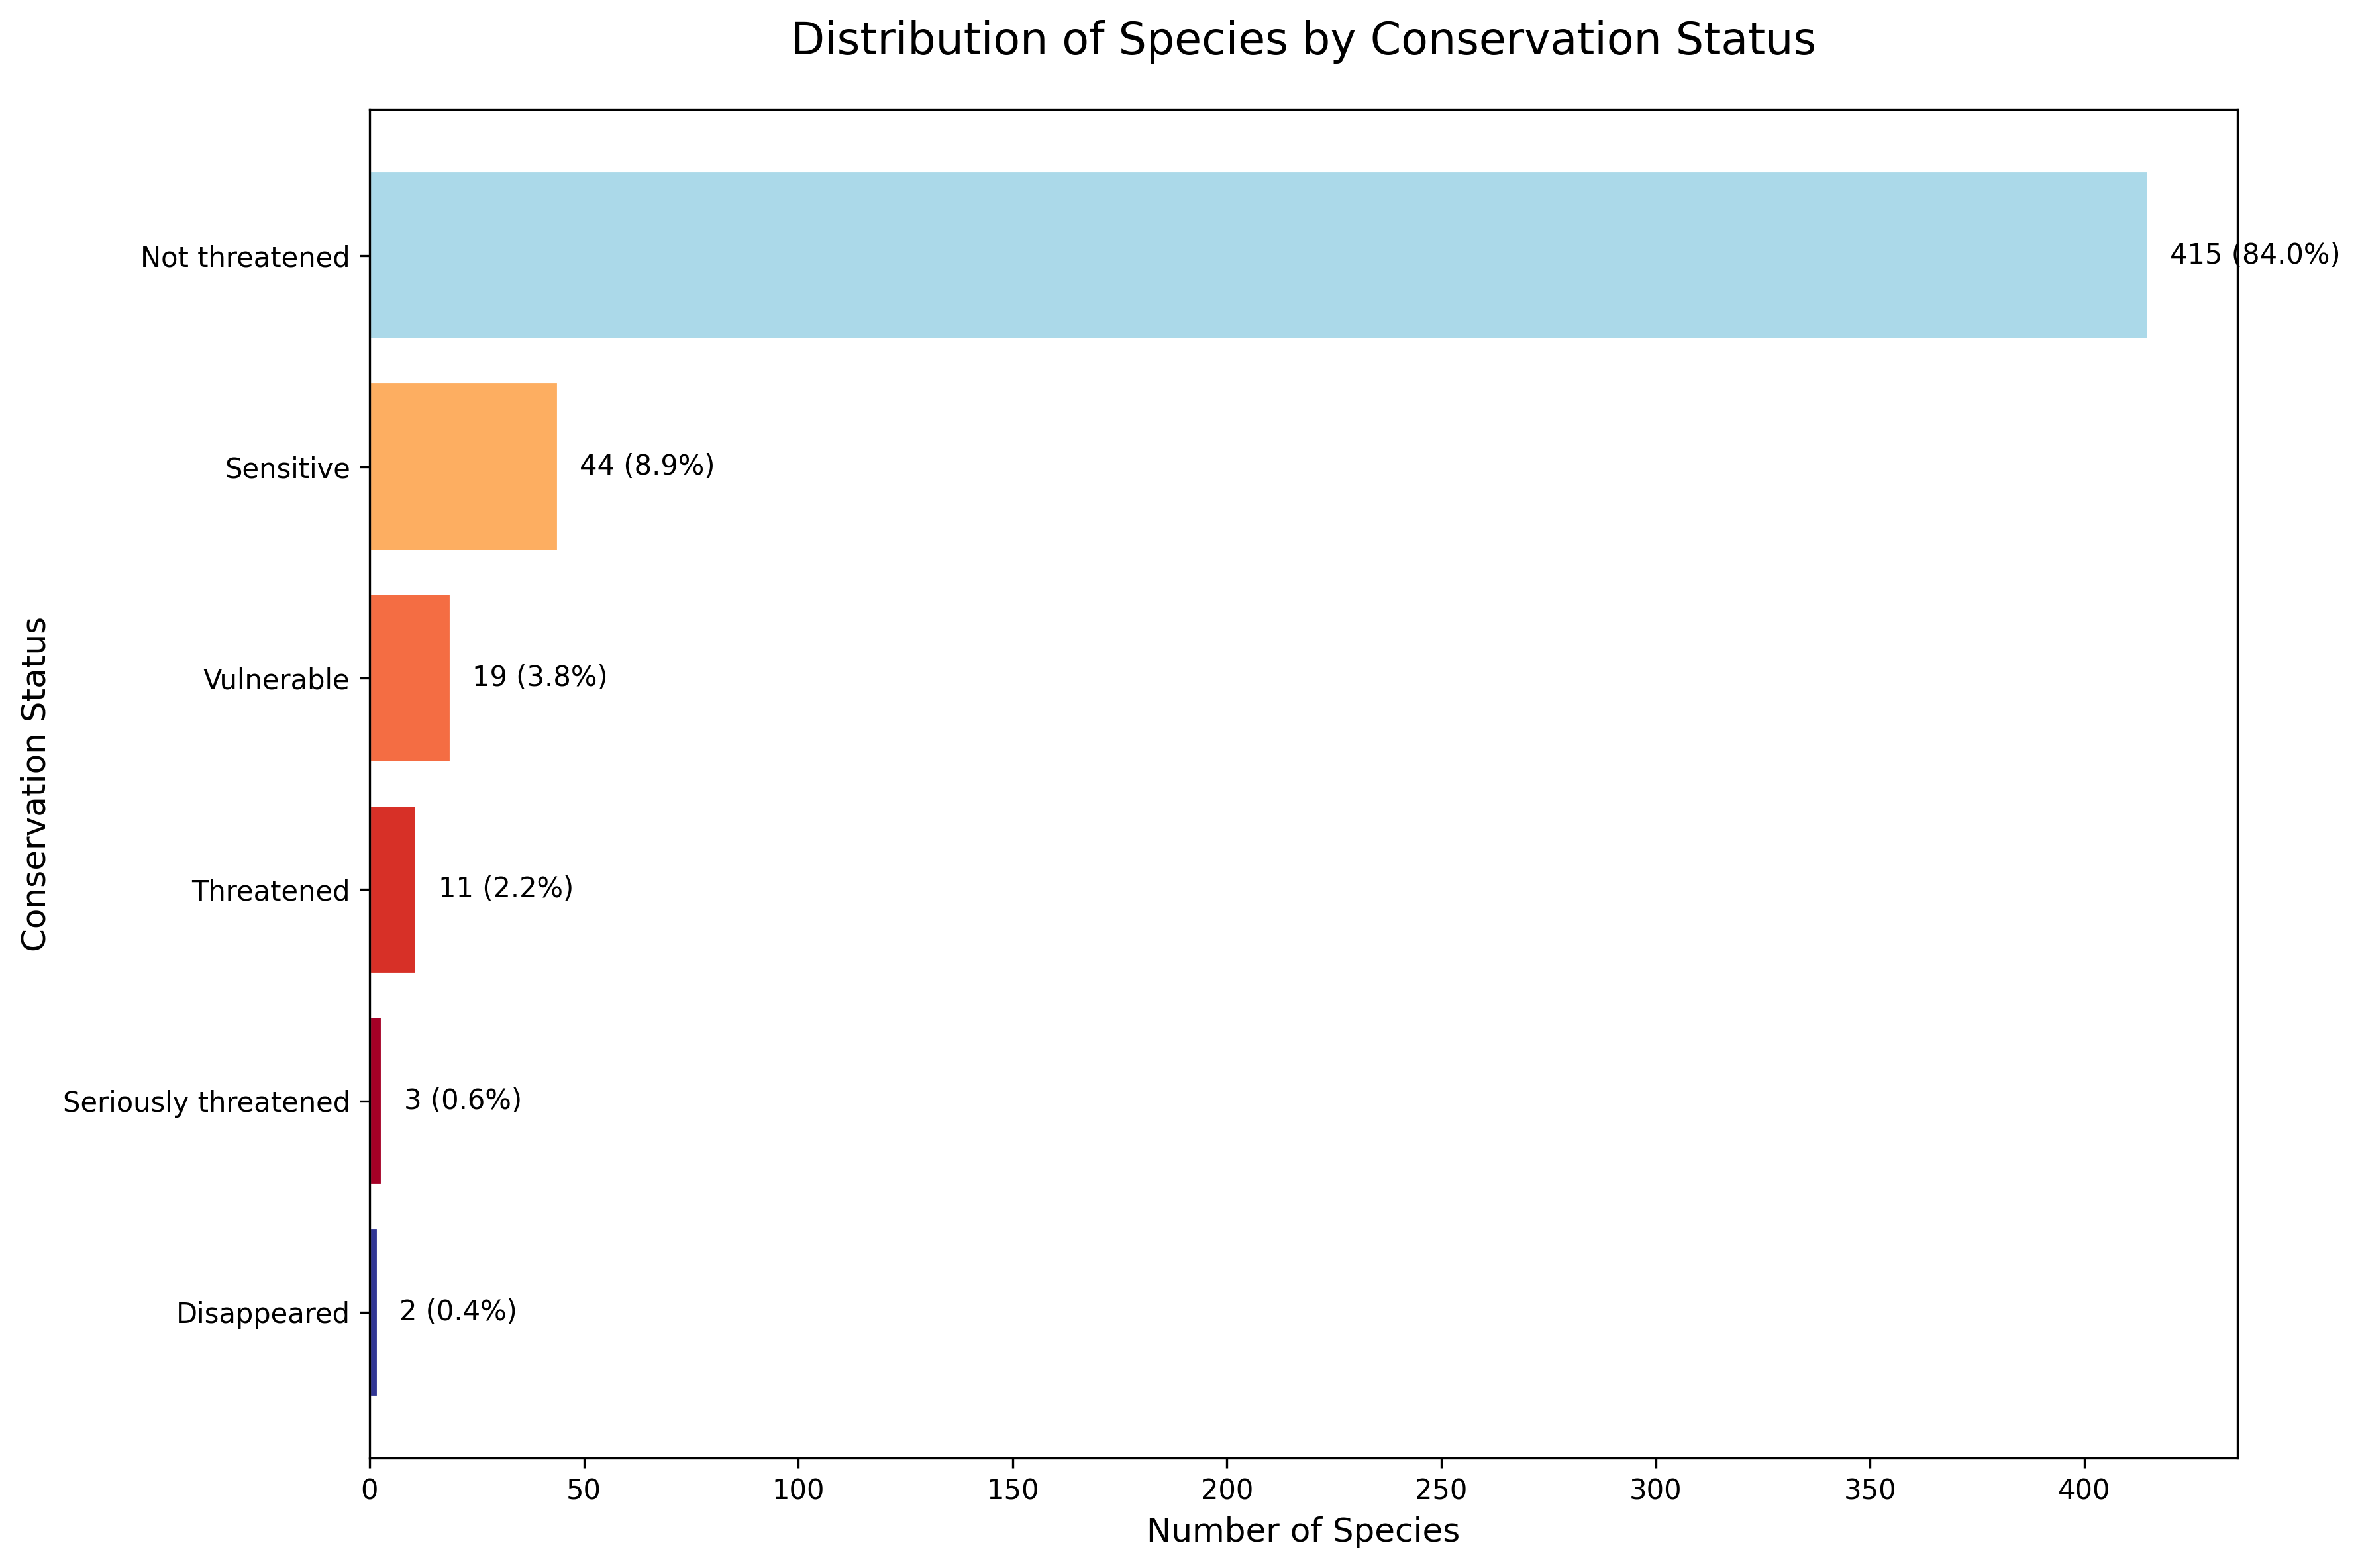 Distribution of Species by Conservation Status
Not threatened
415 (84.0%)
Sensitive
44 (8.9%)
Vulnerable
19 (3.8%)
Threatened
11 (2.2%)
Seriously threatened
3 (0.6%)
Disappeared
2 (0.4%)
Conservation Status
0 50 100 150 200 250 300 350 400
Number of Species